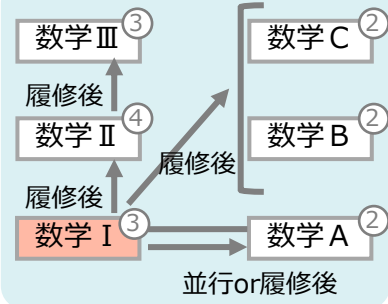 数学Ⅲ ③
数学C ②
履修後
数学Ⅱ ④
数学B ②
履修後
履修後
数学Ⅰ ③
数学A ②
並行or履修後